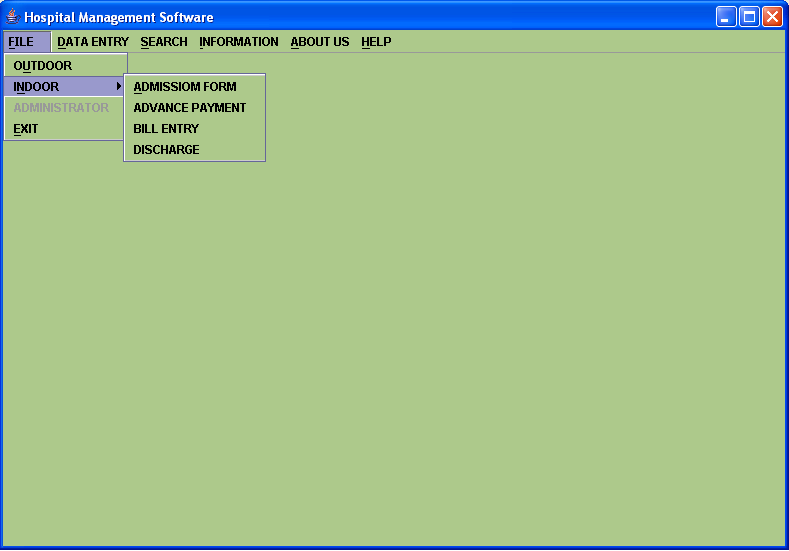 Hospital Management Software
FILE DATA ENTRY SEARCH INFORMATION ABOUT US HELP
OUTDOOR
INDOOR
ADMINISTRATOR
EXIT
ADMISSIOM FORM
ADVANCE PAYMENT
BILL ENTRY
DISCHARGE